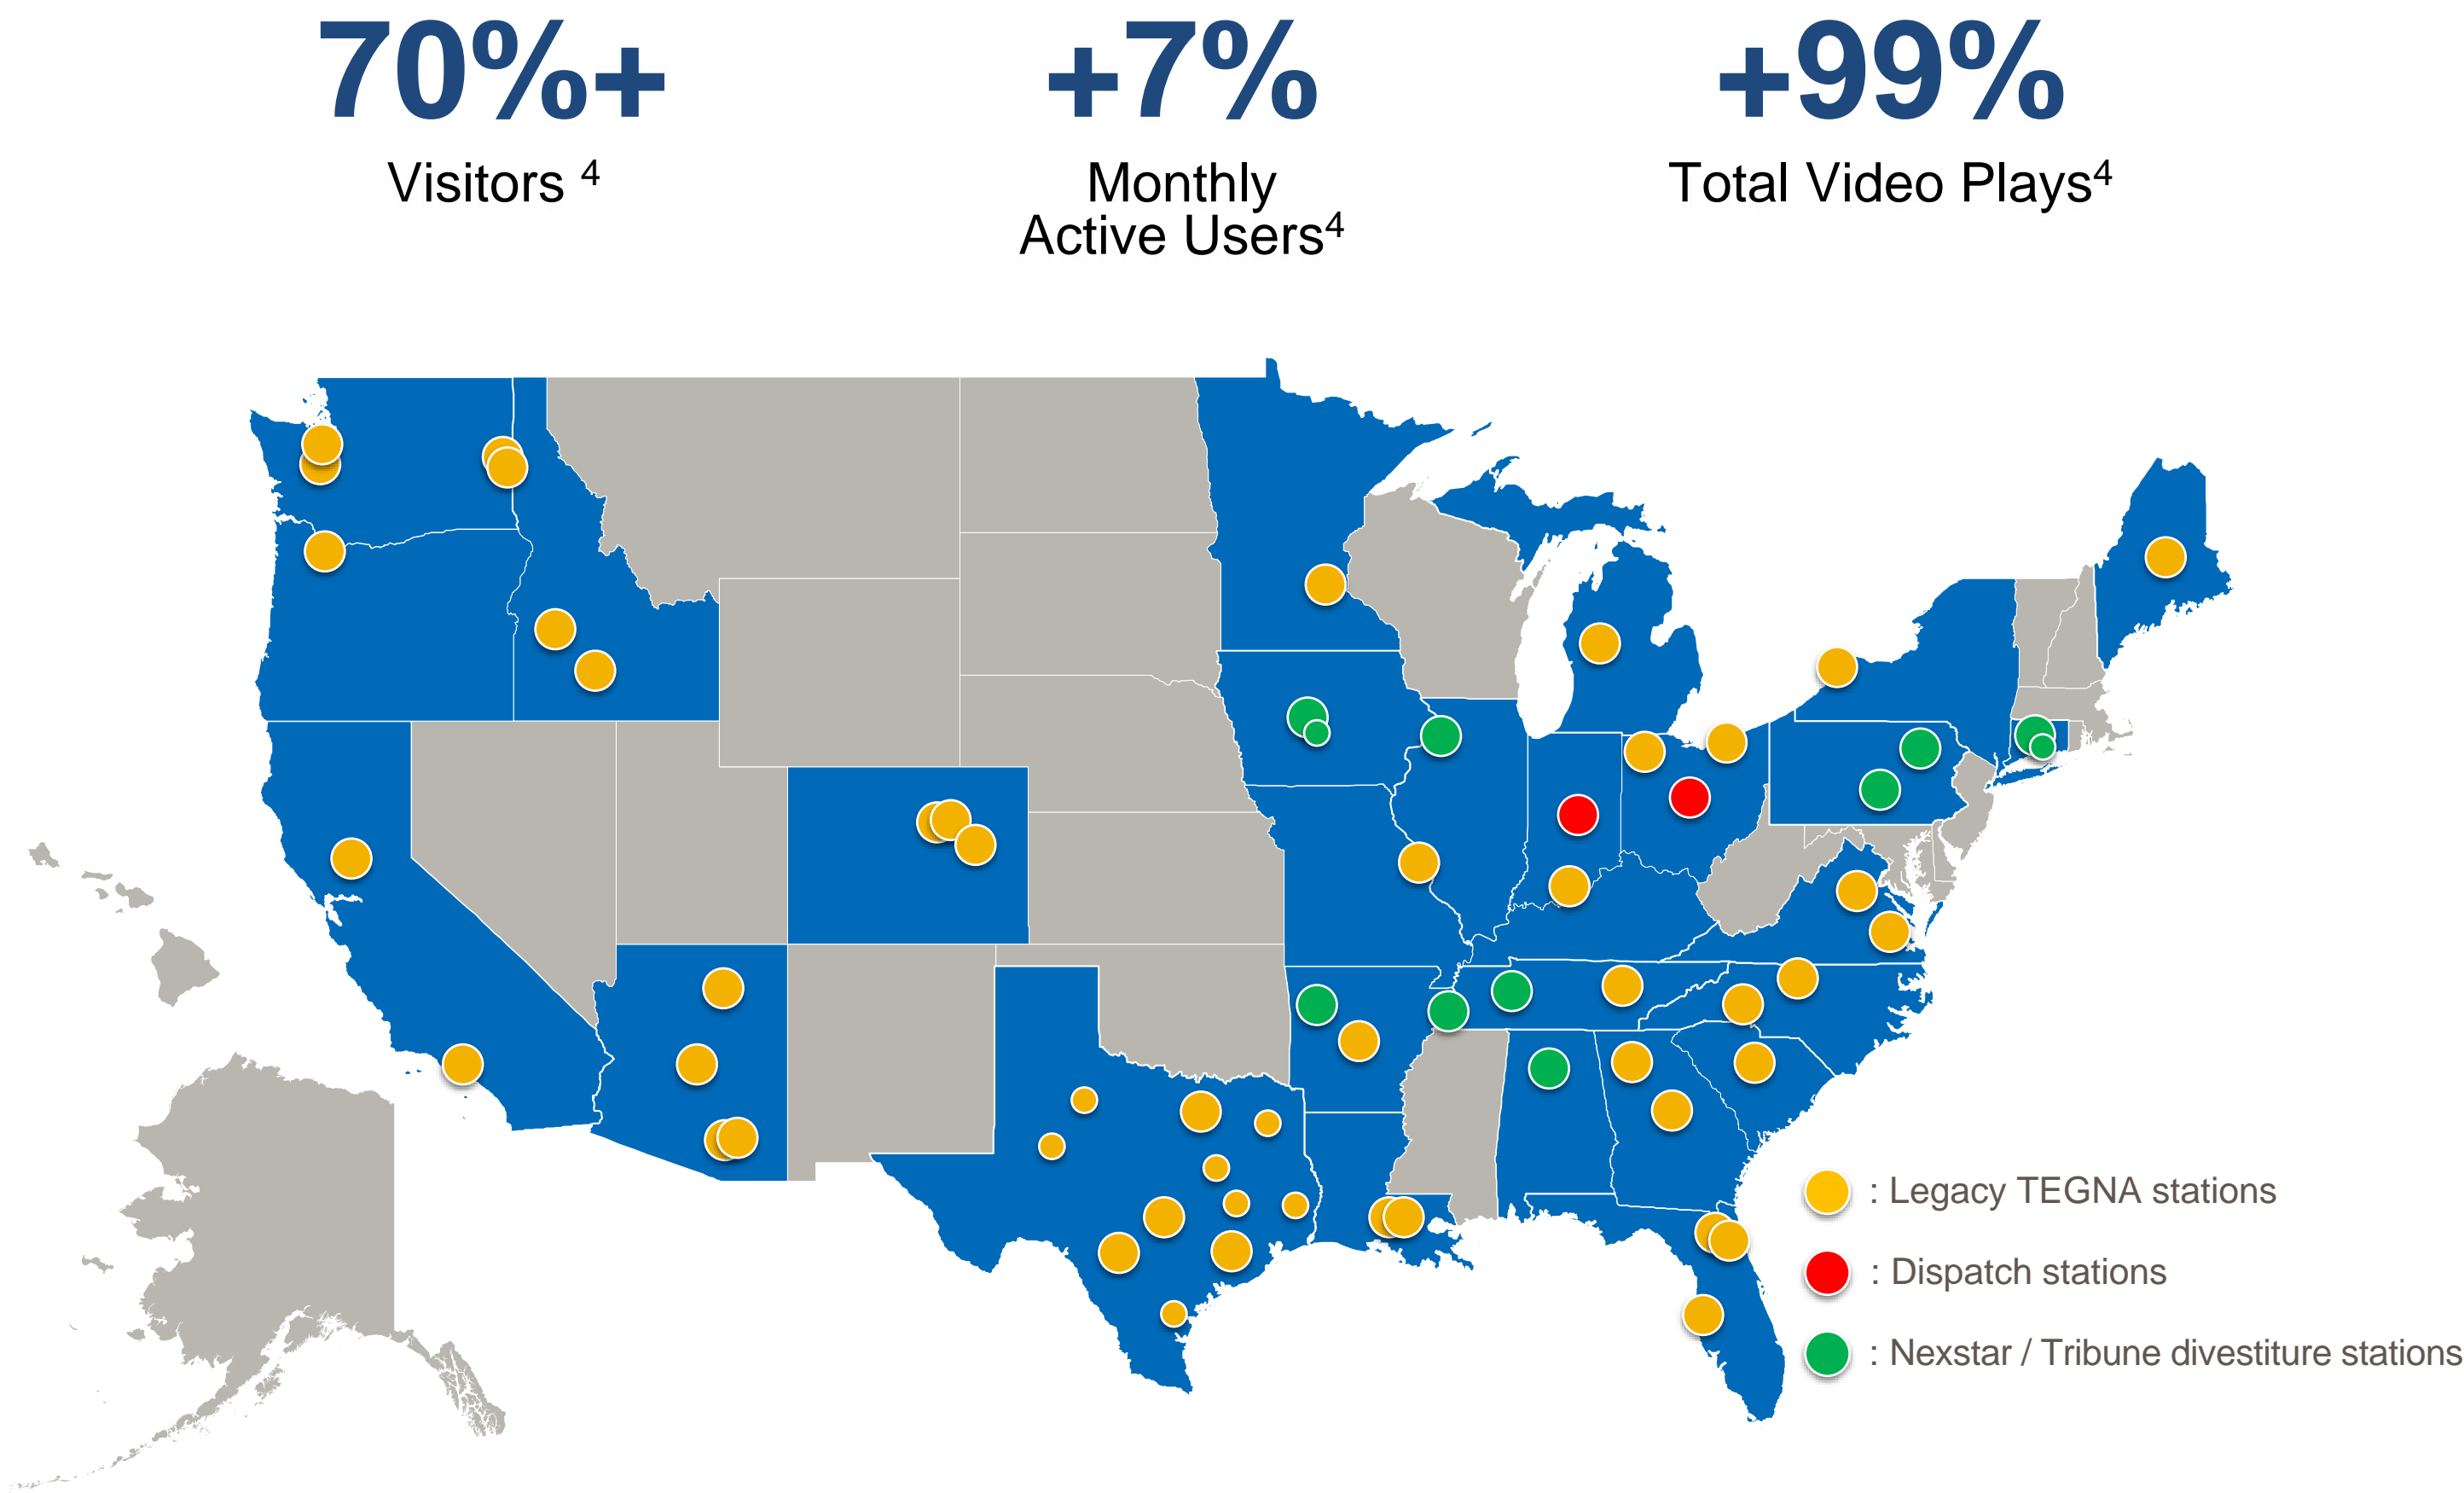 70%+
+7%
+99%
Visitors ⁴
Monthly
Active Users⁴
Total Video Plays⁴
: Legacy TEGNA stations
: Dispatch stations
: Nexstar / Tribune divestiture stations